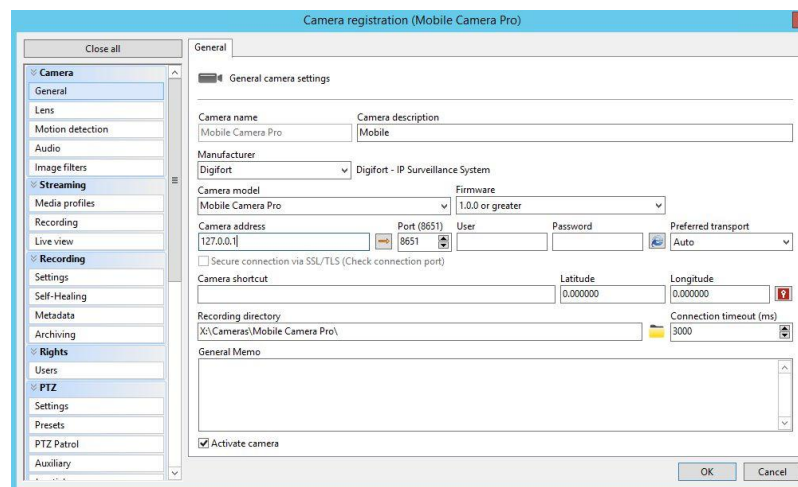 Camera registration (Mobile Camera Pro)
Close all
General
Camera
General
Lens
Motion detection
Audio
Image filters
Streaming
Media profiles
Recording
Live view
Recording
Settings
Self-Healing
Metadata
Archiving
Rights
Users
PTZ
Settings
Presets
PTZ Patrol
Auxiliary
General camera settings
Camera name Camera description
Mobile Camera Pro Mobile
Manufacturer
Digifort Digifort - IP Surveillance System
Camera model Firmware
Mobile Camera Pro 1.0.0 or greater
Camera address Port (8651) User Password Preferred transport
127.0.0.1 8651 Auto
Secure connection via SSL/TLS (Check connection port)
Camera shortcut Latitude Longitude
0.000000 0.000000
Recording directory Connection timeout (ms)
X:\Cameras\Mobile Camera Pro\ 3000
General Memo
Activate camera
OK Cancel